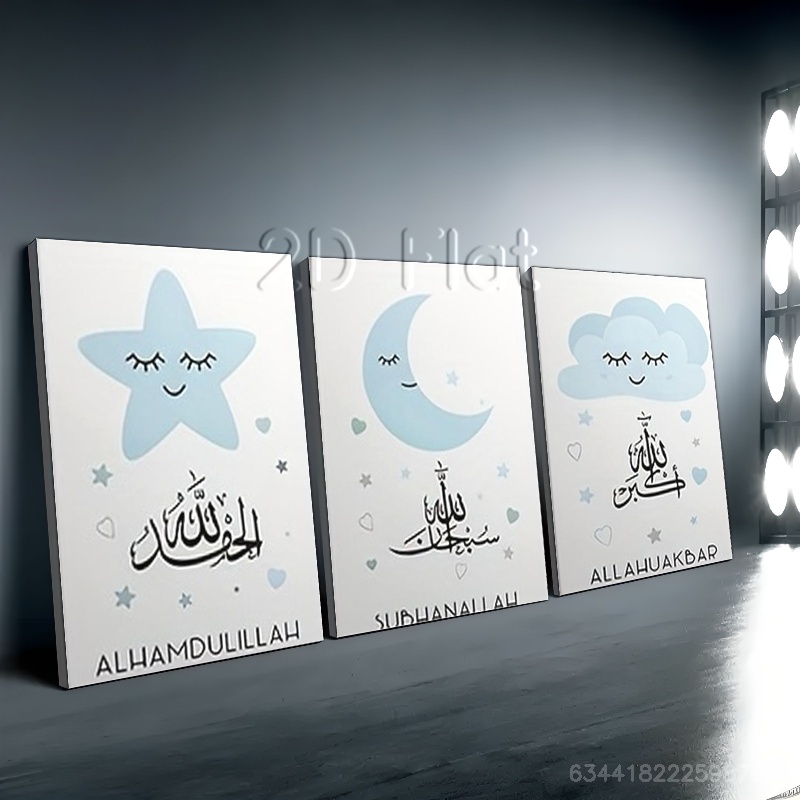 2D Flat
الحمد لله
ALHAMDULILLAH
سبحان الله
SUBHANALLAH
الله أكبر
ALLAHUAKBAR